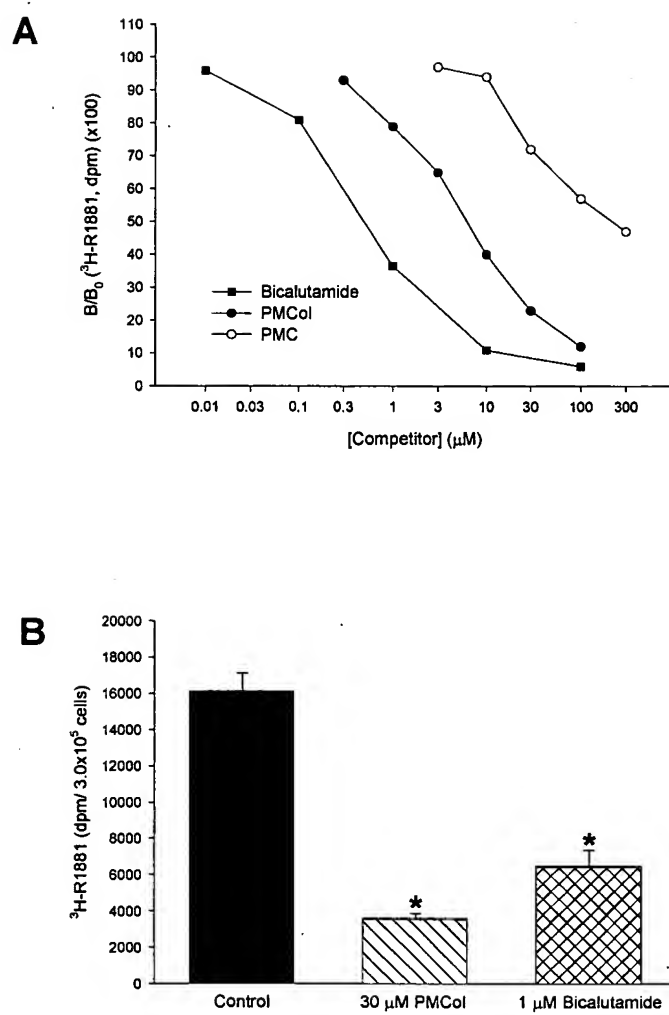 A
B/B₀ (³H-R1881, dpm) (x100)
110
100
90
80
70
60
50
40
30
20
10
0
Bicalutamide
PMCol
PMC
0.01 0.03 0.1 0.3 1 3 10 30 100 300
[Competitor] (μM)
B
³H-R1881 (dpm/ 3.0x10⁵ cells)
20000
18000
16000
14000
12000
10000
8000
6000
4000
2000
0
*
*
Control 30 μM PMCol 1 μM Bicalutamide